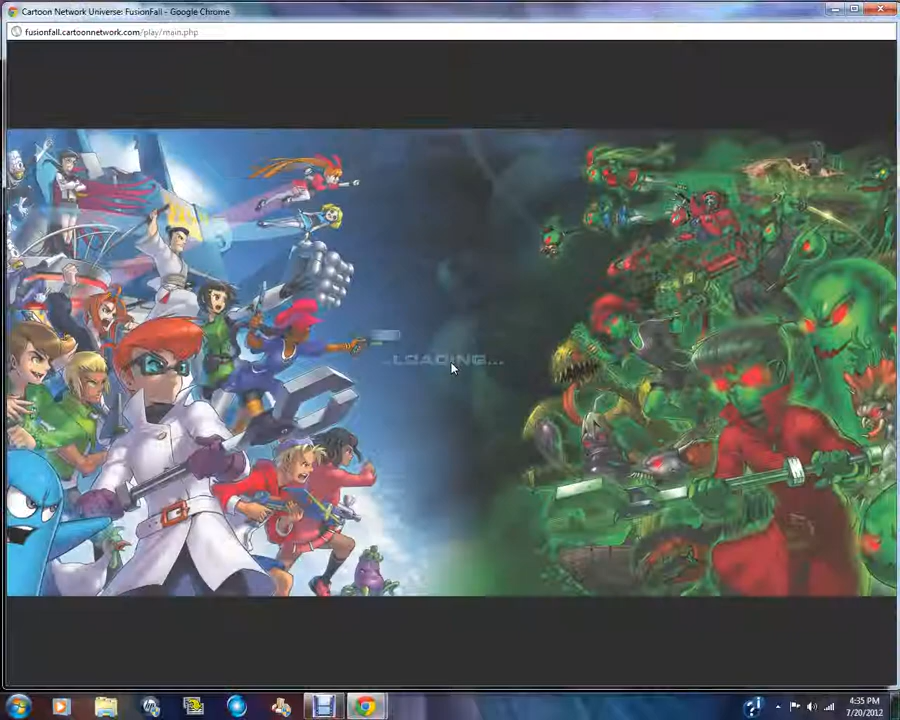 Cartoon Network Universe: FusionFall - Google Chrome
fusionfall.cartoonnetwork.com/play/main.php
LOADING...
4:35 PM
7/20/2012